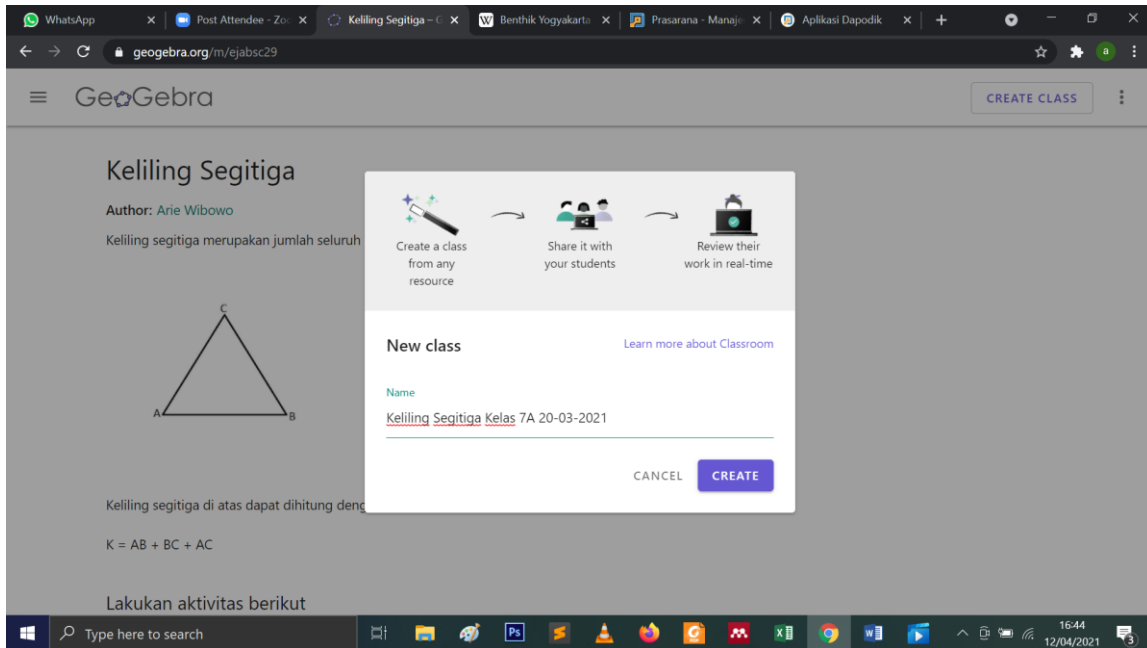 WhatsApp
Post Attendee - Zo
Keliling Segitiga – G
Benthik Yogyakarta
Prasarana - Manaje
Aplikasi Dapodik
geogebra.org/m/ejabsc29
a
GeoGebra
CREATE CLASS
Keliling Segitiga
Author: Arie Wibowo
Keliling segitiga merupakan jumlah seluruh
Create a class
from any
resource
Share it with
your students
Review their
work in real-time
New class
Learn more about Classroom
Name
Keliling Segitiga Kelas 7A 20-03-2021
CANCEL
CREATE
C
A
B
Keliling segitiga di atas dapat dihitung deng
K = AB + BC + AC
Lakukan aktivitas berikut
Type here to search
Ps
16:44
12/04/2021
3